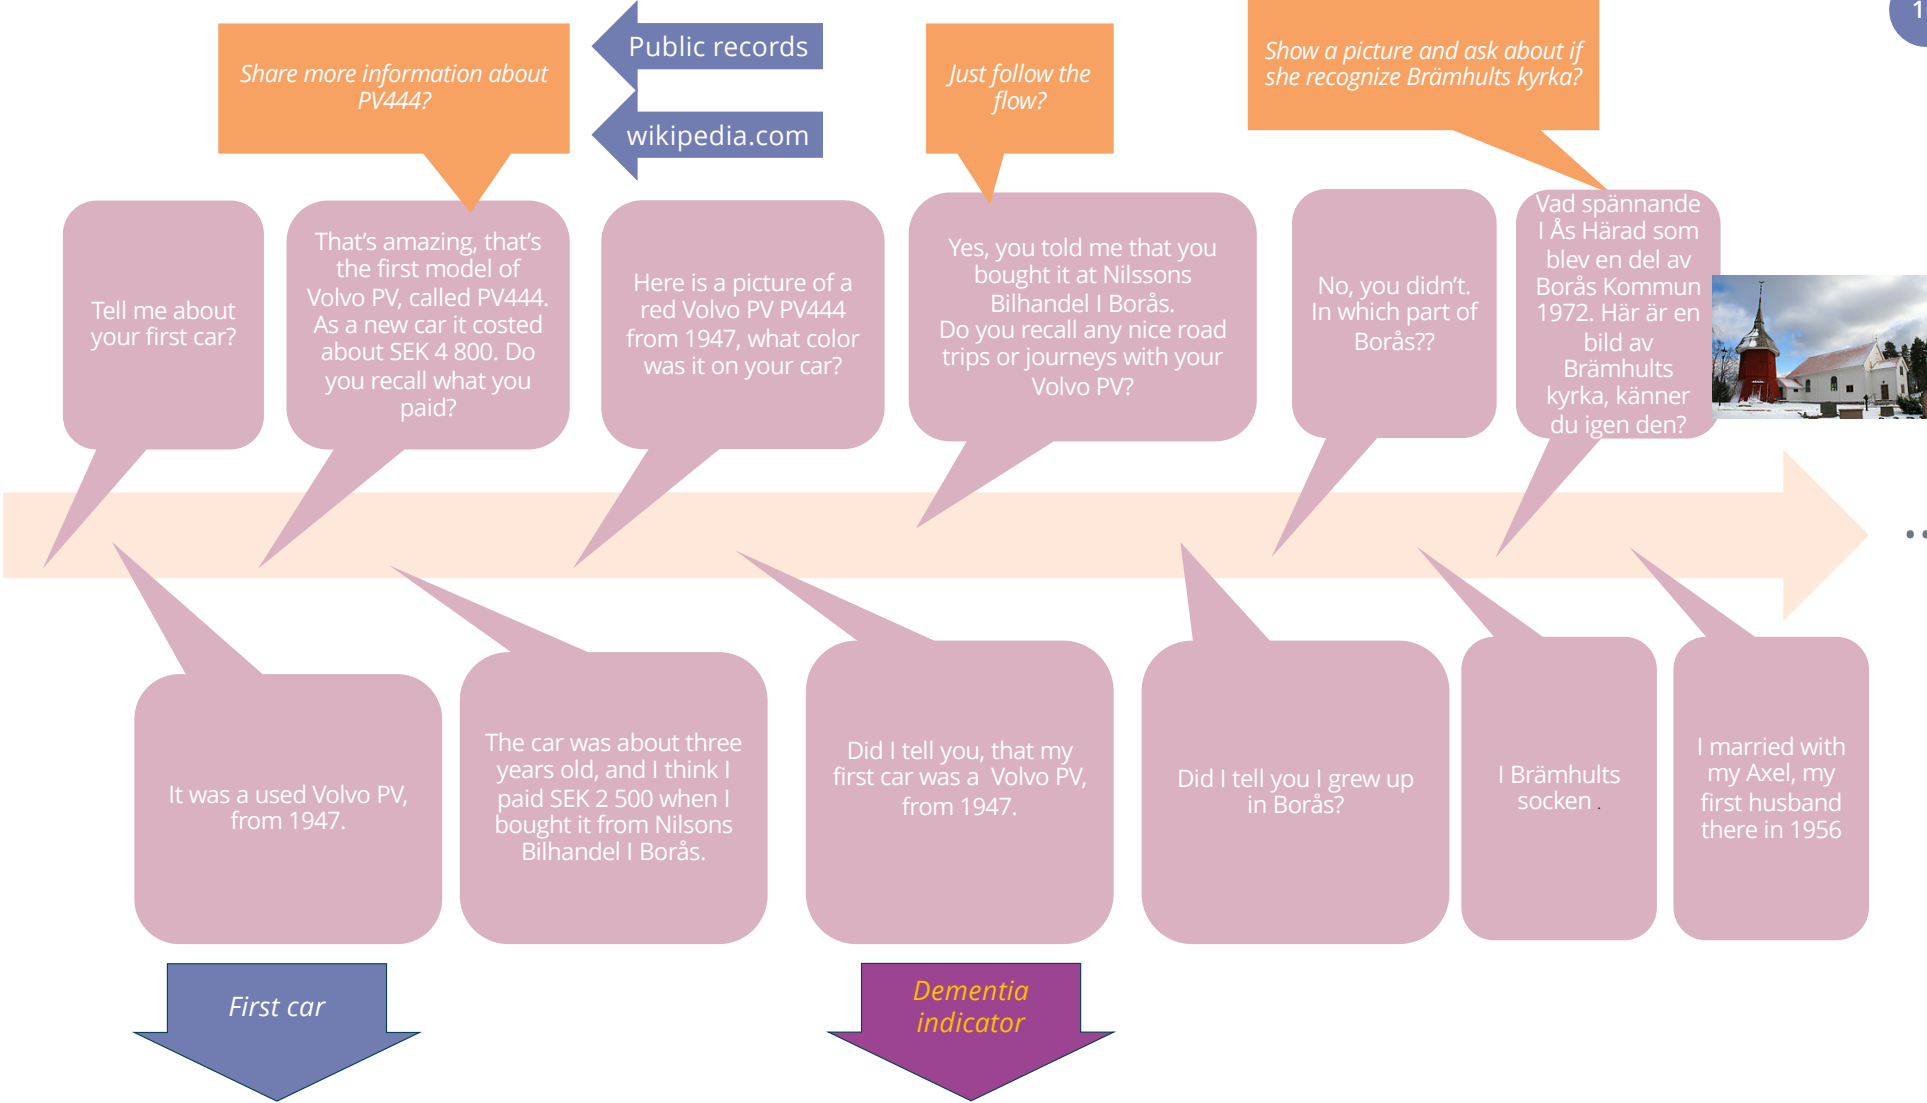 1
Public records
wikipedia.com
Share more information about
PV444?
Just follow the
flow?
Show a picture and ask about if
she recognize Brämhults kyrka?
Tell me about
your first car?
That’s amazing, that’s
the first model of
Volvo PV, called PV444.
As a new car it costed
about SEK 4 800. Do
you recall what you
paid?
Here is a picture of a
red Volvo PV PV444
from 1947, what color
was it on your car?
Yes, you told me that you
bought it at Nilssons
Bilhandel I Borås.
Do you recall any nice road
trips or journeys with your
Volvo PV?
No, you didn’t.
In which part of
Borås??
Vad spännande
I Ås Härad som
blev en del av
Borås Kommun
1972. Här är en
bild av
Brämhults
kyrka, känner
du igen den?
..
It was a used Volvo PV,
from 1947.
The car was about three
years old, and I think I
paid SEK 2 500 when I
bought it from Nilsons
Bilhandel I Borås.
Did I tell you, that my
first car was a Volvo PV,
from 1947.
Did I tell you I grew up
in Borås?
I Brämhults
socken .
I married with
my Axel, my
first husband
there in 1956
First car
Dementia
indicator